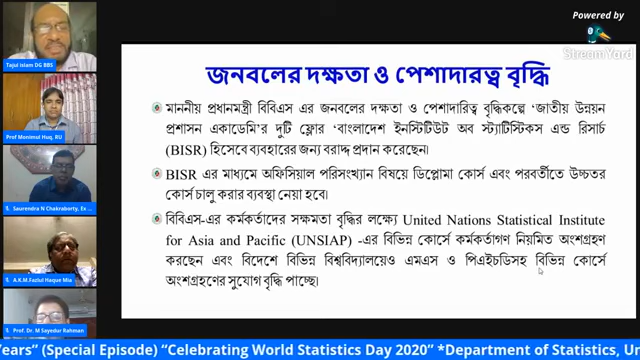 Powered by
StreamYard
Tajul Islam DG BBS
Prof Monimul Huq, RU
Saurendra N Chakraborty, Ex
A.K.M.Fazlul Haque Mia
Prof. Dr. M Sayedur Rahman
জনবলের দক্ষতা ও পেশাদারত্ব বৃদ্ধি
মাননীয় প্রধানমন্ত্রী বিবিএস এর জনবলের দক্ষতা ও পেশাদারিত্ব বৃদ্ধিকল্পে 'জাতীয় উন্নয়ন
প্রশাসন একাডেমি'র দুটি ফ্লোর 'বাংলাদেশ ইনস্টিটিউট অব স্ট্যাটিস্টিকস এন্ড রিসার্চ
(BISR) হিসেবে ব্যবহারের জন্য বরাদ্দ প্রদান করেছেন।
BISR এর মাধ্যমে অফিসিয়াল পরিসংখ্যান বিষয়ে ডিপ্লোমা কোর্স এবং পরবর্তীতে উচ্চতর
কোর্স চালু করার ব্যবস্থা নেয়া হবে।
বিবিএস-এর কর্মকর্তাদের সক্ষমতা বৃদ্ধির লক্ষ্যে United Nations Statistical Institute
for Asia and Pacific (UNSIAP) -এর বিভিন্ন কোর্সে কর্মকর্তাগণ নিয়মিত অংশগ্রহণ
করছেন এবং বিদেশে বিভিন্ন বিশ্ববিদ্যালয়েও এমএস ও পিএইচডিসহ বিভিন্ন কোর্সে
অংশগ্রহণের সুযোগ বৃদ্ধি পাচ্ছে।
Years" (Special Episode) "Celebrating World Statistics Day 2020" *Department of Statistics, Un